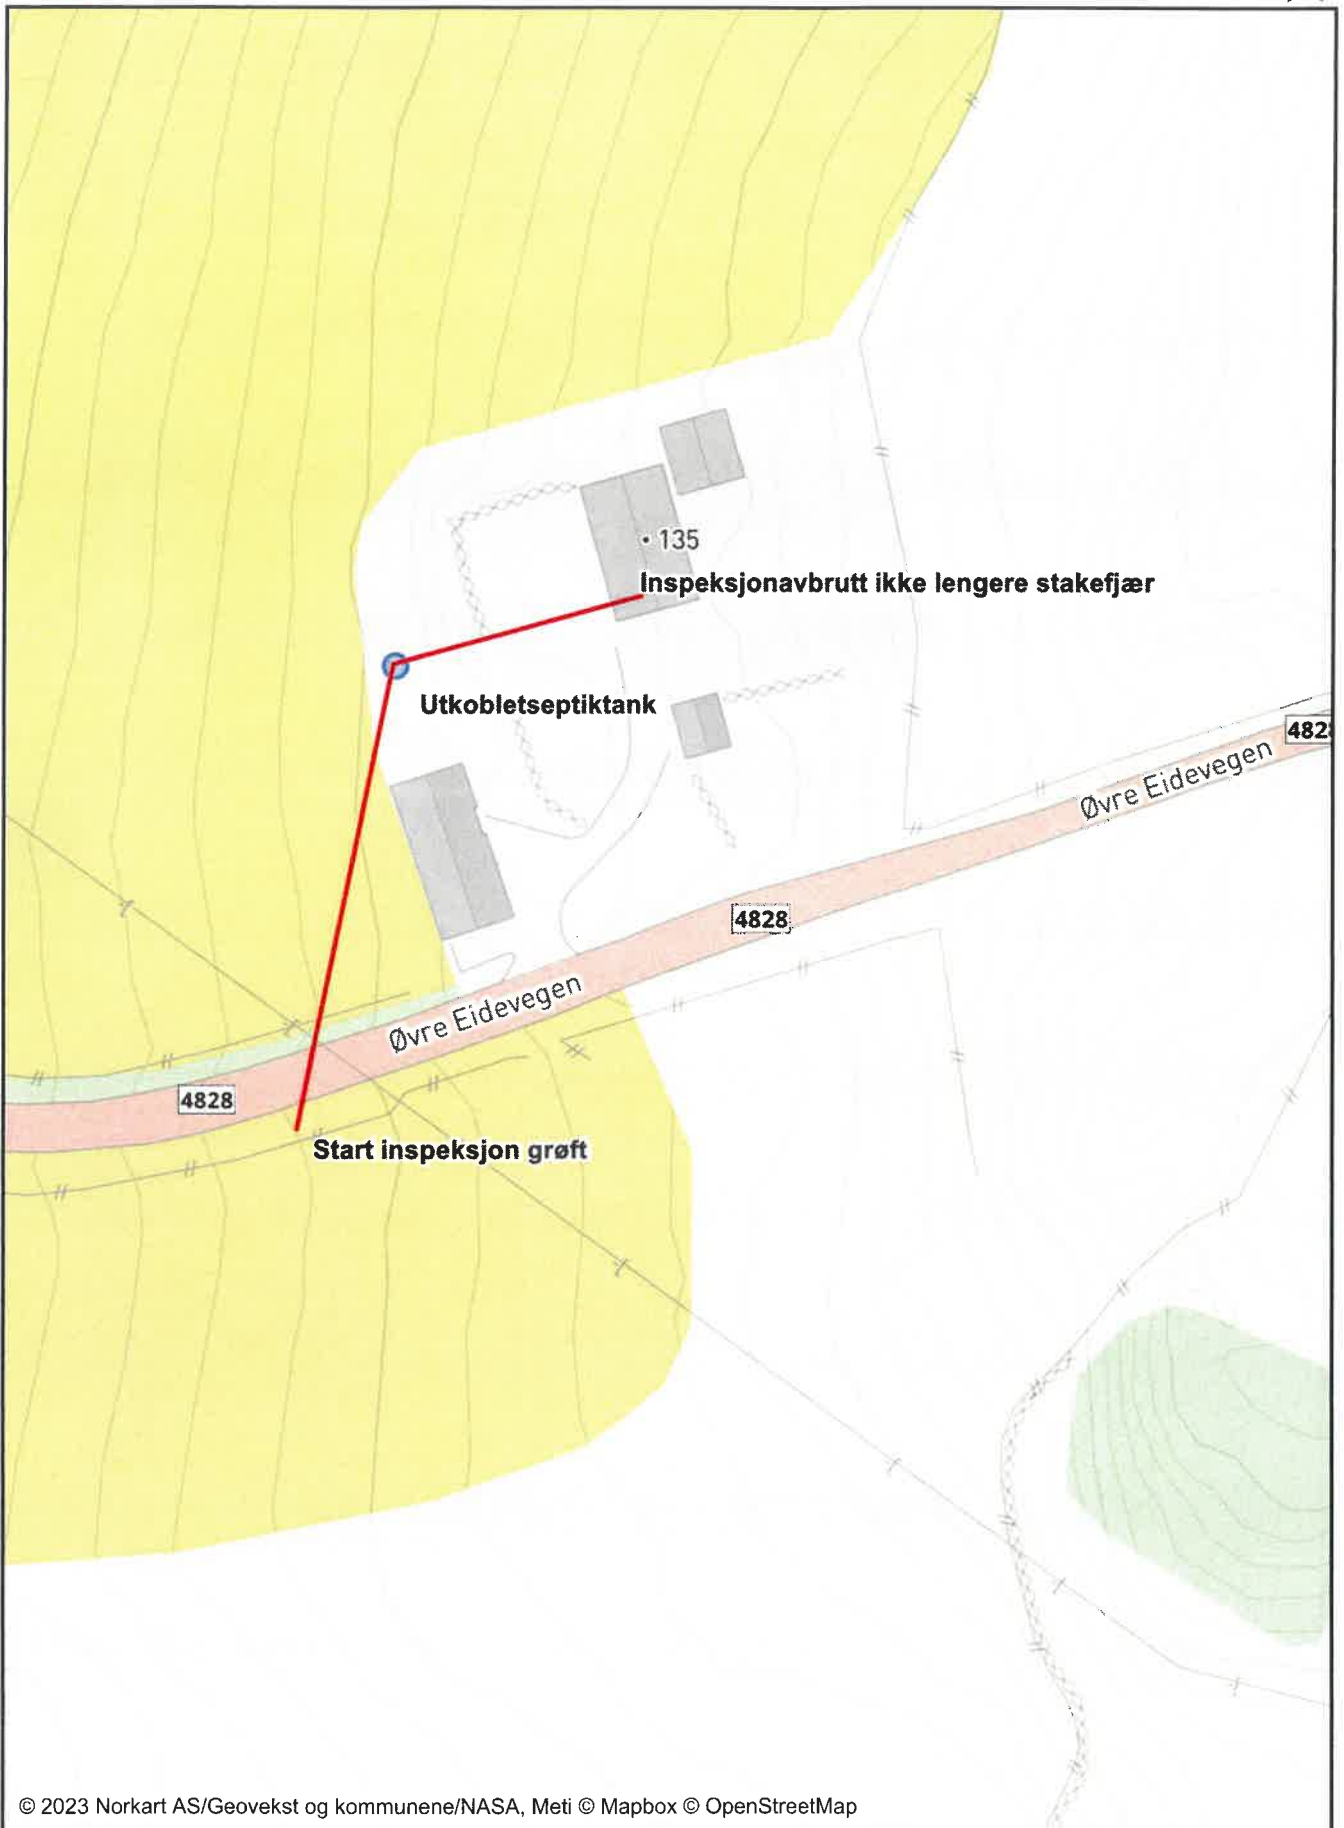 135
Inspeksjonavbrutt ikke lengere stakefjær
Utkobletseptiktank
4828
Øvre Eidevegen
4828
Øvre Eidevegen
4828
Start inspeksjon grøft
© 2023 Norkart AS/Geovekst og kommunene/NASA, Meti © Mapbox © OpenStreetMap